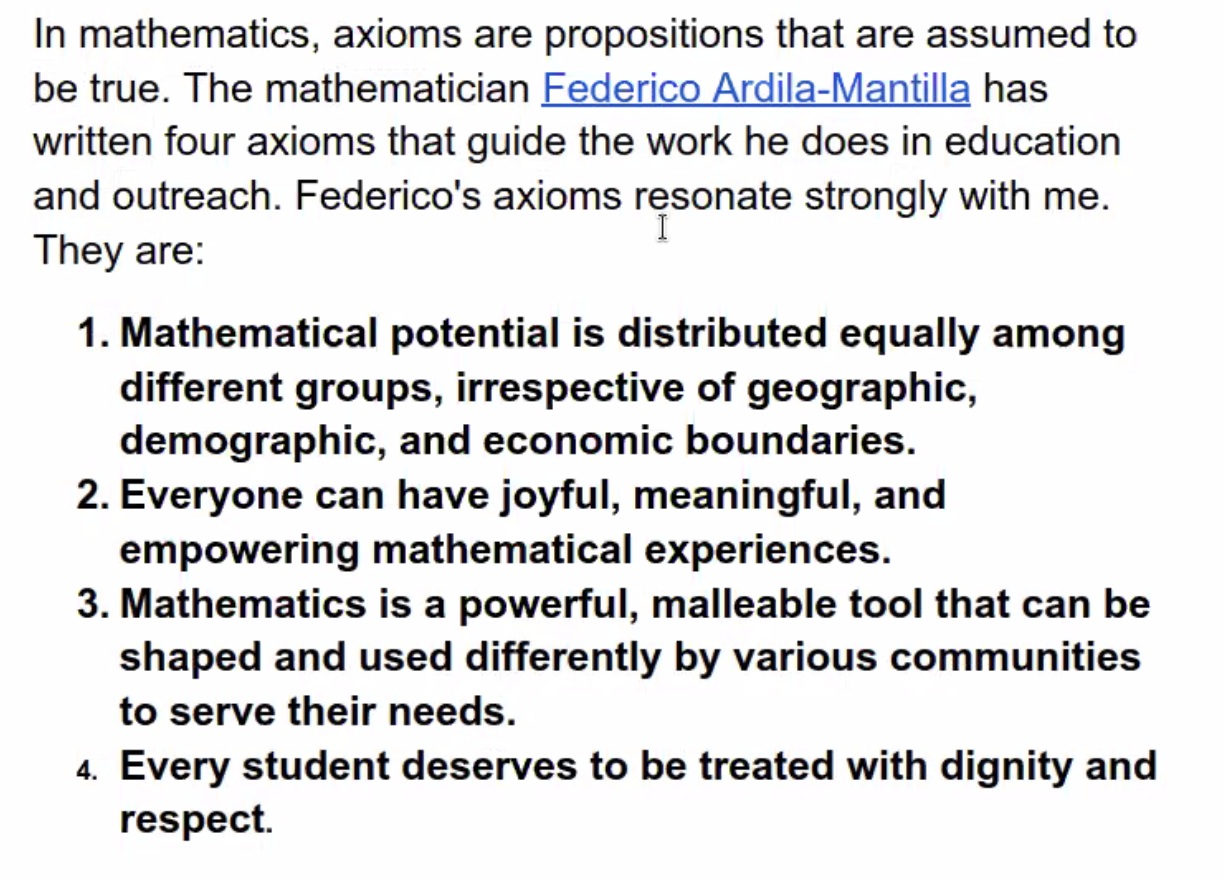 In mathematics, axioms are propositions that are assumed to
be true. The mathematician Federico Ardila-Mantilla has
written four axioms that guide the work he does in education
and outreach. Federico's axioms resonate strongly with me.
They are:
1. Mathematical potential is distributed equally among
different groups, irrespective of geographic,
demographic, and economic boundaries.
2. Everyone can have joyful, meaningful, and
empowering mathematical experiences.
3. Mathematics is a powerful, malleable tool that can be
shaped and used differently by various communities
to serve their needs.
4. Every student deserves to be treated with dignity and
respect.